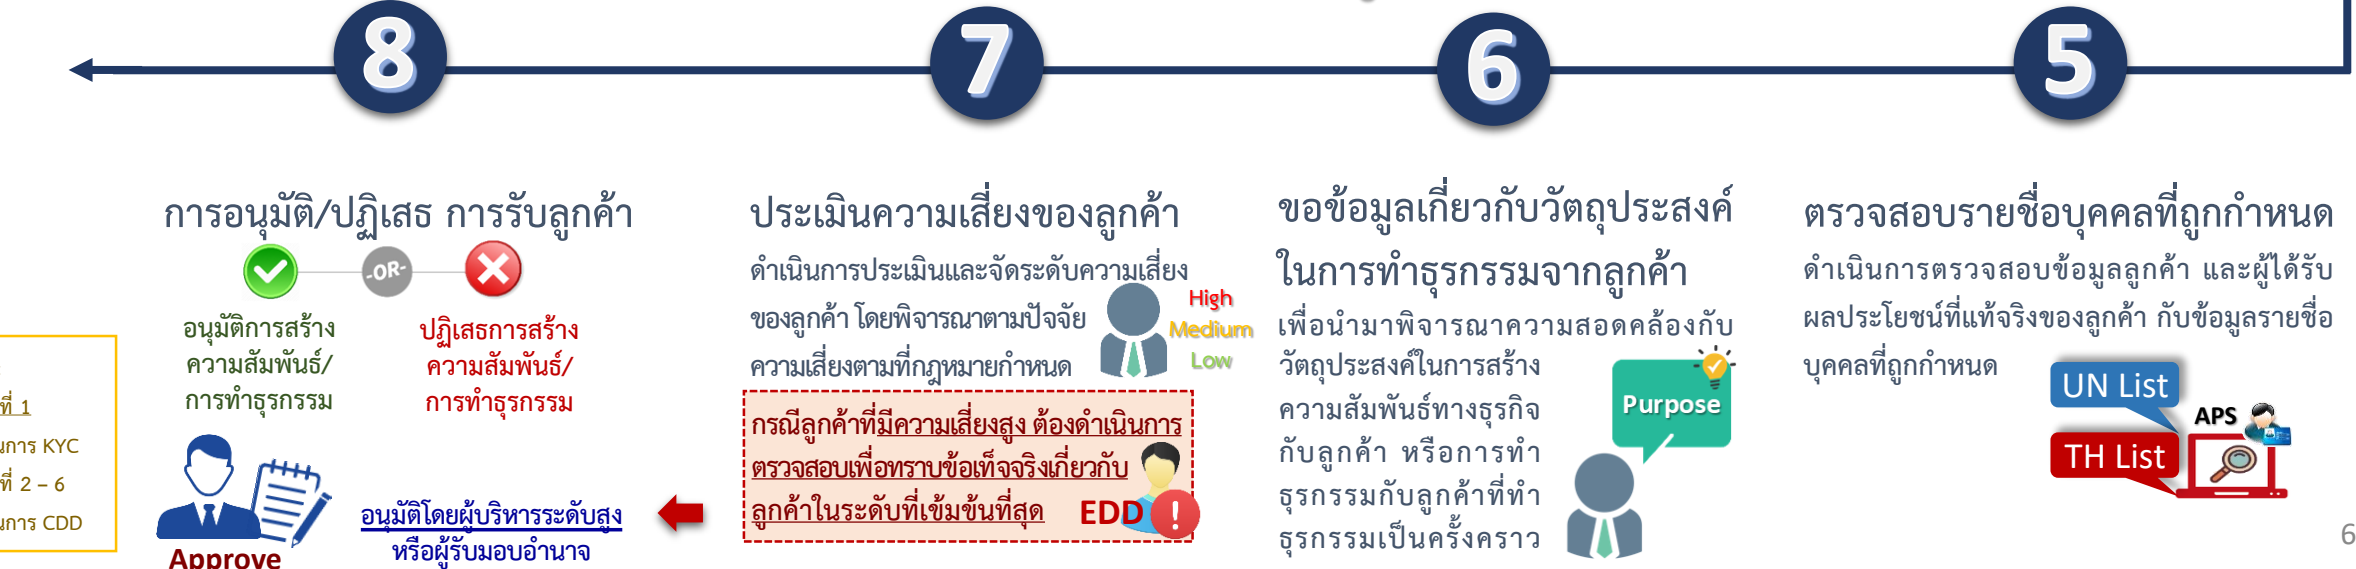 8
7
6
5
การอนุมัติ/ปฏิเสธ การรับลูกค้า
-OR-
อนุมัติการสร้าง
ความสัมพันธ์/
การทำธุรกรรม
ปฏิเสธการสร้าง
ความสัมพันธ์/
การทำธุรกรรม
Approve
อนุมัติโดยผู้บริหารระดับสูง
หรือผู้รับมอบอำนาจ
ที่ 1
นการ KYC
ที่ 2 – 6
นการ CDD
ประเมินความเสี่ยงของลูกค้า
ดำเนินการประเมินและจัดระดับความเสี่ยง
ของลูกค้า โดยพิจารณาตามปัจจัย
ความเสี่ยงตามที่กฎหมายกำหนด
High
Medium
Low
กรณีลูกค้าที่มีความเสี่ยงสูง ต้องดำเนินการ
ตรวจสอบเพื่อทราบข้อเท็จจริงเกี่ยวกับ
ลูกค้าในระดับที่เข้มข้นที่สุด
EDD
ขอข้อมูลเกี่ยวกับวัตถุประสงค์
ในการทำธุรกรรมจากลูกค้า
เพื่อนำมาพิจารณาความสอดคล้องกับ
วัตถุประสงค์ในการสร้าง
ความสัมพันธ์ทางธุรกิจ
กับลูกค้า หรือการทำ
ธุรกรรมกับลูกค้าที่ทำ
ธุรกรรมเป็นครั้งคราว
Purpose
ตรวจสอบรายชื่อบุคคลที่ถูกกำหนด
ดำเนินการตรวจสอบข้อมูลลูกค้า และผู้ได้รับ
ผลประโยชน์ที่แท้จริงของลูกค้า กับข้อมูลรายชื่อ
บุคคลที่ถูกกำหนด
UN List
APS
TH List
6